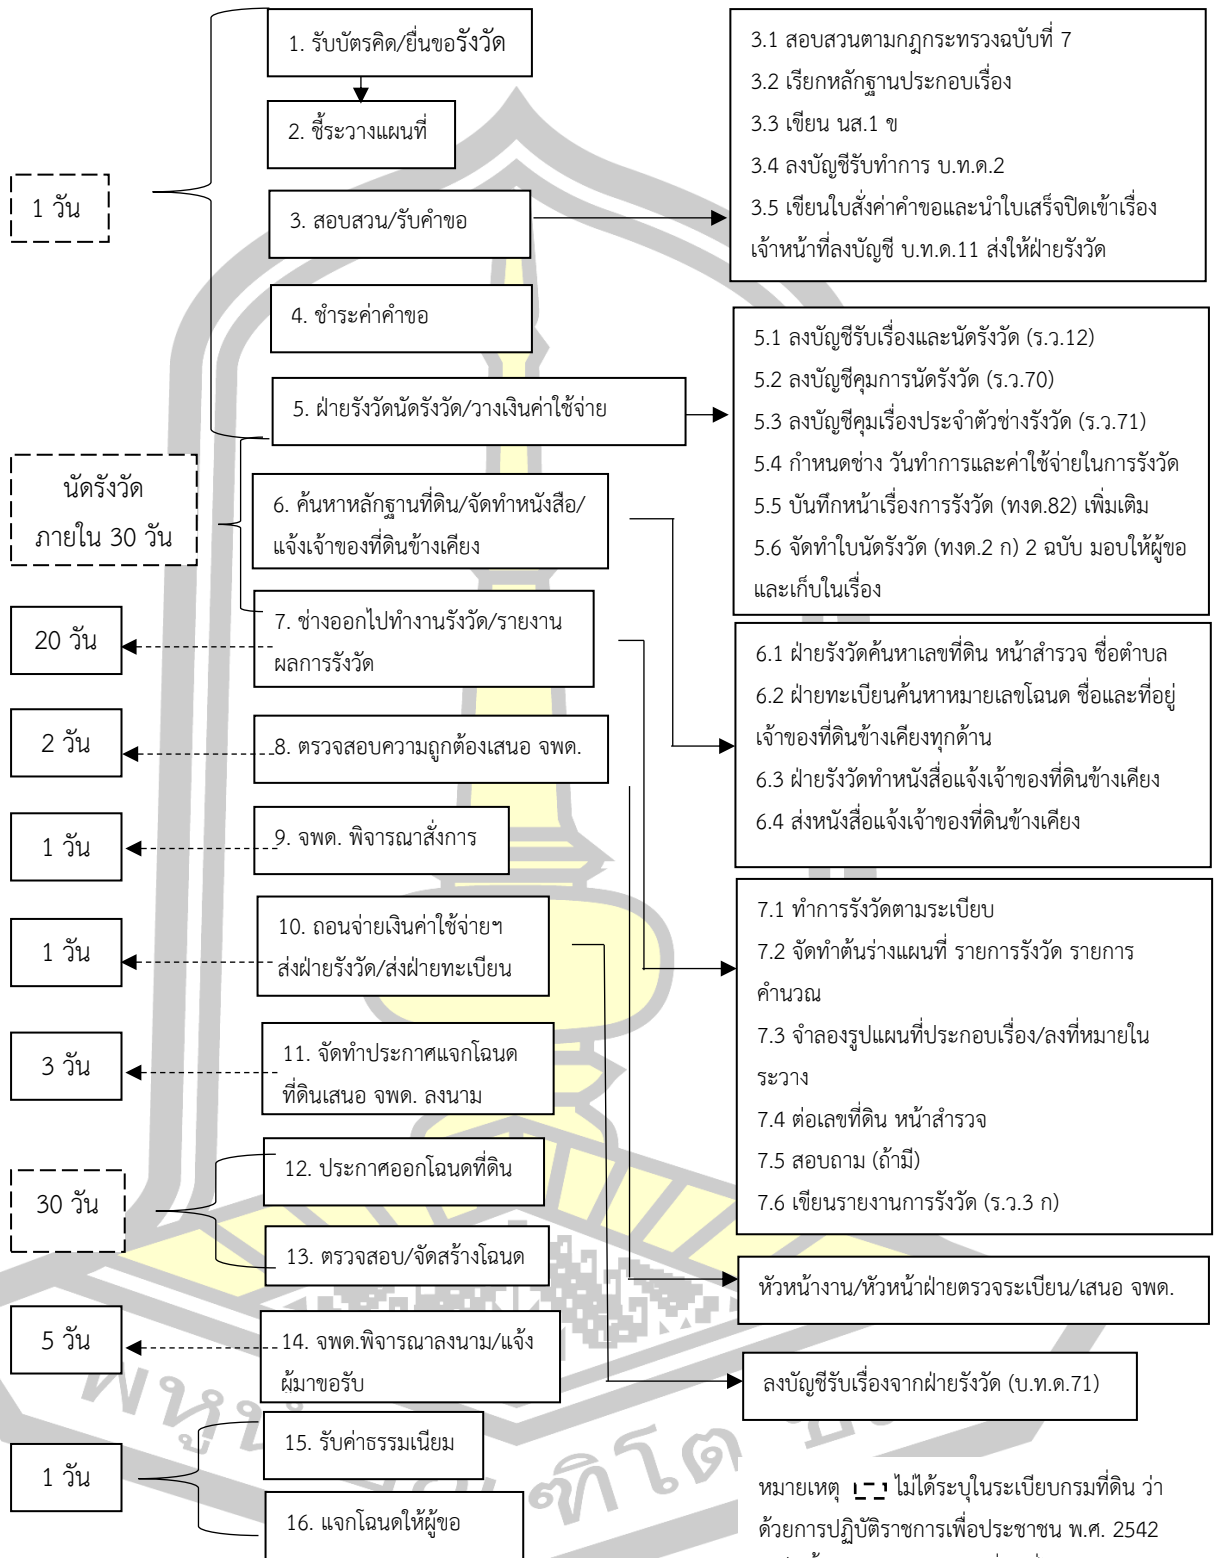 1. รับบัตรคิด/ยื่นขอรังวัด
2. ชี้ระวางแผนที่
1 วัน
3. สอบสวน/รับคำขอ
4. ชำระค่าคำขอ
5. ฝ่ายรังวัดนัดรังวัด/วางเงินค่าใช้จ่าย
นัดรังวัด
ภายใน 30 วัน
6. ค้นหาหลักฐานที่ดิน/จัดทำหนังสือ/
แจ้งเจ้าของที่ดินข้างเคียง
20 วัน
7. ช่างออกไปทำงานรังวัด/รายงาน
ผลการรังวัด
2 วัน
8. ตรวจสอบความถูกต้องเสนอ จพด.
1 วัน
9. จพด. พิจารณาสั่งการ
1 วัน
10. ถอนจ่ายเงินค่าใช้จ่ายฯ
ส่งฝ่ายรังวัด/ส่งฝ่ายทะเบียน
3 วัน
11. จัดทำประกาศแจกโฉนด
ที่ดินเสนอ จพด. ลงนาม
30 วัน
12. ประกาศออกโฉนดที่ดิน
13. ตรวจสอบ/จัดสร้างโฉนด
5 วัน
14. จพด.พิจารณาลงนาม/แจ้ง
ผู้มาขอรับ
1 วัน
15. รับค่าธรรมเนียม
16. แจกโฉนดให้ผู้ขอ
3.1 สอบสวนตามกฎกระทรวงฉบับที่ 7
3.2 เรียกหลักฐานประกอบเรื่อง
3.3 เขียน นส.1 ข
3.4 ลงบัญชีรับทำการ บ.ท.ด.2
3.5 เขียนใบสั่งค่าคำขอและนำใบเสร็จปิดเข้าเรื่อง
เจ้าหน้าที่ลงบัญชี บ.ท.ด.11 ส่งให้ฝ่ายรังวัด
5.1 ลงบัญชีรับเรื่องและนัดรังวัด (ร.ว.12)
5.2 ลงบัญชีคุมการนัดรังวัด (ร.ว.70)
5.3 ลงบัญชีคุมเรื่องประจำตัวช่างรังวัด (ร.ว.71)
5.4 กำหนดช่าง วันทำการและค่าใช้จ่ายในการรังวัด
5.5 บันทึกหน้าเรื่องการรังวัด (ทงด.82) เพิ่มเติม
5.6 จัดทำใบนัดรังวัด (ทงด.2 ก) 2 ฉบับ มอบให้ผู้ขอ
และเก็บในเรื่อง
6.1 ฝ่ายรังวัดค้นหาเลขที่ดิน หน้าสำรวจ ชื่อตำบล
6.2 ฝ่ายทะเบียนค้นหาหมายเลขโฉนด ชื่อและที่อยู่
เจ้าของที่ดินข้างเคียงทุกด้าน
6.3 ฝ่ายรังวัดทำหนังสือแจ้งเจ้าของที่ดินข้างเคียง
6.4 ส่งหนังสือแจ้งเจ้าของที่ดินข้างเคียง
7.1 ทำการรังวัดตามระเบียบ
7.2 จัดทำต้นร่างแผนที่ รายการรังวัด รายการ
คำนวณ
7.3 จำลองรูปแผนที่ประกอบเรื่อง/ลงที่หมายใน
ระวาง
7.4 ต่อเลขที่ดิน หน้าสำรวจ
7.5 สอบถาม (ถ้ามี)
7.6 เขียนรายงานการรังวัด (ร.ว.3 ก)
หัวหน้างาน/หัวหน้าฝ่ายตรวจระเบียน/เสนอ จพด.
ลงบัญชีรับเรื่องจากฝ่ายรังวัด (บ.ท.ด.71)
หมายเหตุ ไม่ได้ระบุในระเบียบกรมที่ดิน ว่า
ด้วยการปฏิบัติราชการเพื่อประชาชน พ.ศ. 2542